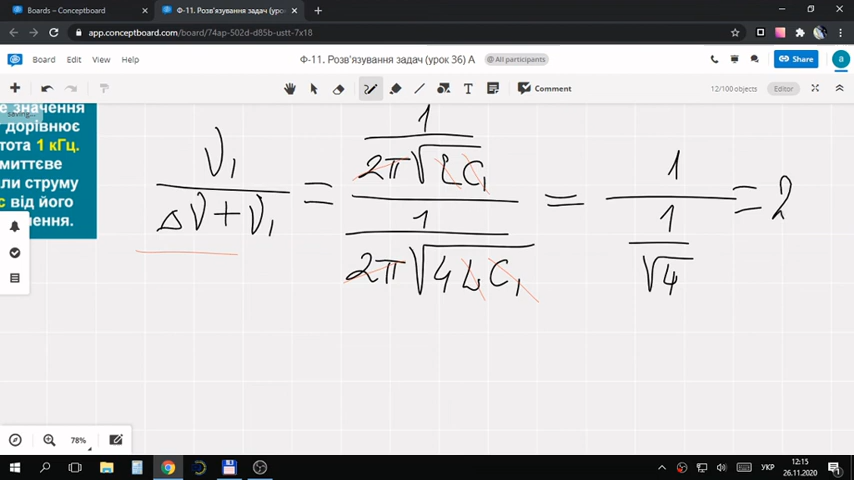 Boards – Conceptboard
Ф-11. Розв'язування задач (уро
app.conceptboard.com/board/74ap-502d-d85b-ustt-7x18
Board Edit View Help
Ф-11. Розв'язування задач (урок 36) А
All participants
Share
a
Comment
12/100 objects
Editor
е значення
дорівнює
тота 1 кГц.
миттєве
ли струму
с від його
ення.
saving...
ν₁ / (Δν + ν₁) = (1 / (2π√(LC₁))) / (1 / (2π√(4LC₁))) = 1 / (1 / √4) = 2
78%
УКР
12:15
26.11.2020